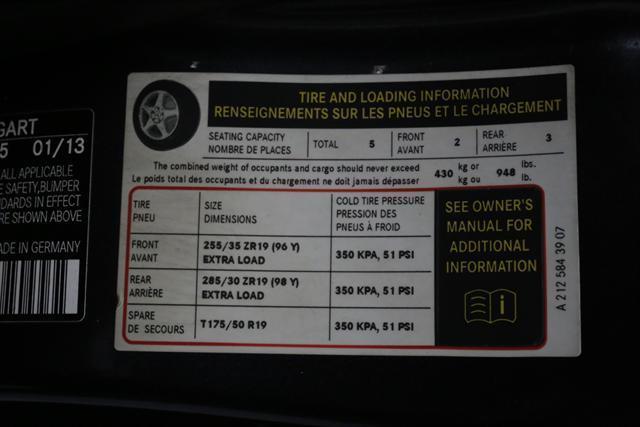 GART
5 01/13
ALL APPLICABLE
E SAFETY, BUMPER
NDARDS IN EFFECT
RE SHOWN ABOVE
ADE IN GERMANY
TIRE AND LOADING INFORMATION
RENSEIGNEMENTS SUR LES PNEUS ET LE CHARGEMENT
SEATING CAPACITY
NOMBRE DE PLACES
TOTAL 5
FRONT
AVANT
2
REAR
ARRIÈRE
3
The combined weight of occupants and cargo should never exceed
Le poids total des occupants et du chargement ne doit jamais dépasser
430 kg or
kg ou
948 lbs.
lb.
TIRE
PNEU
SIZE
DIMENSIONS
COLD TIRE PRESSURE
PRESSION DES
PNEUS À FROID
FRONT
AVANT
255/35 ZR19 (96 Y)
EXTRA LOAD
350 KPA, 51 PSI
REAR
ARRIÈRE
285/30 ZR19 (98 Y)
EXTRA LOAD
350 KPA, 51 PSI
SPARE
DE SECOURS
T175/50 R19
350 KPA, 51 PSI
SEE OWNER'S
MANUAL FOR
ADDITIONAL
INFORMATION
i
A 212 584 39 07